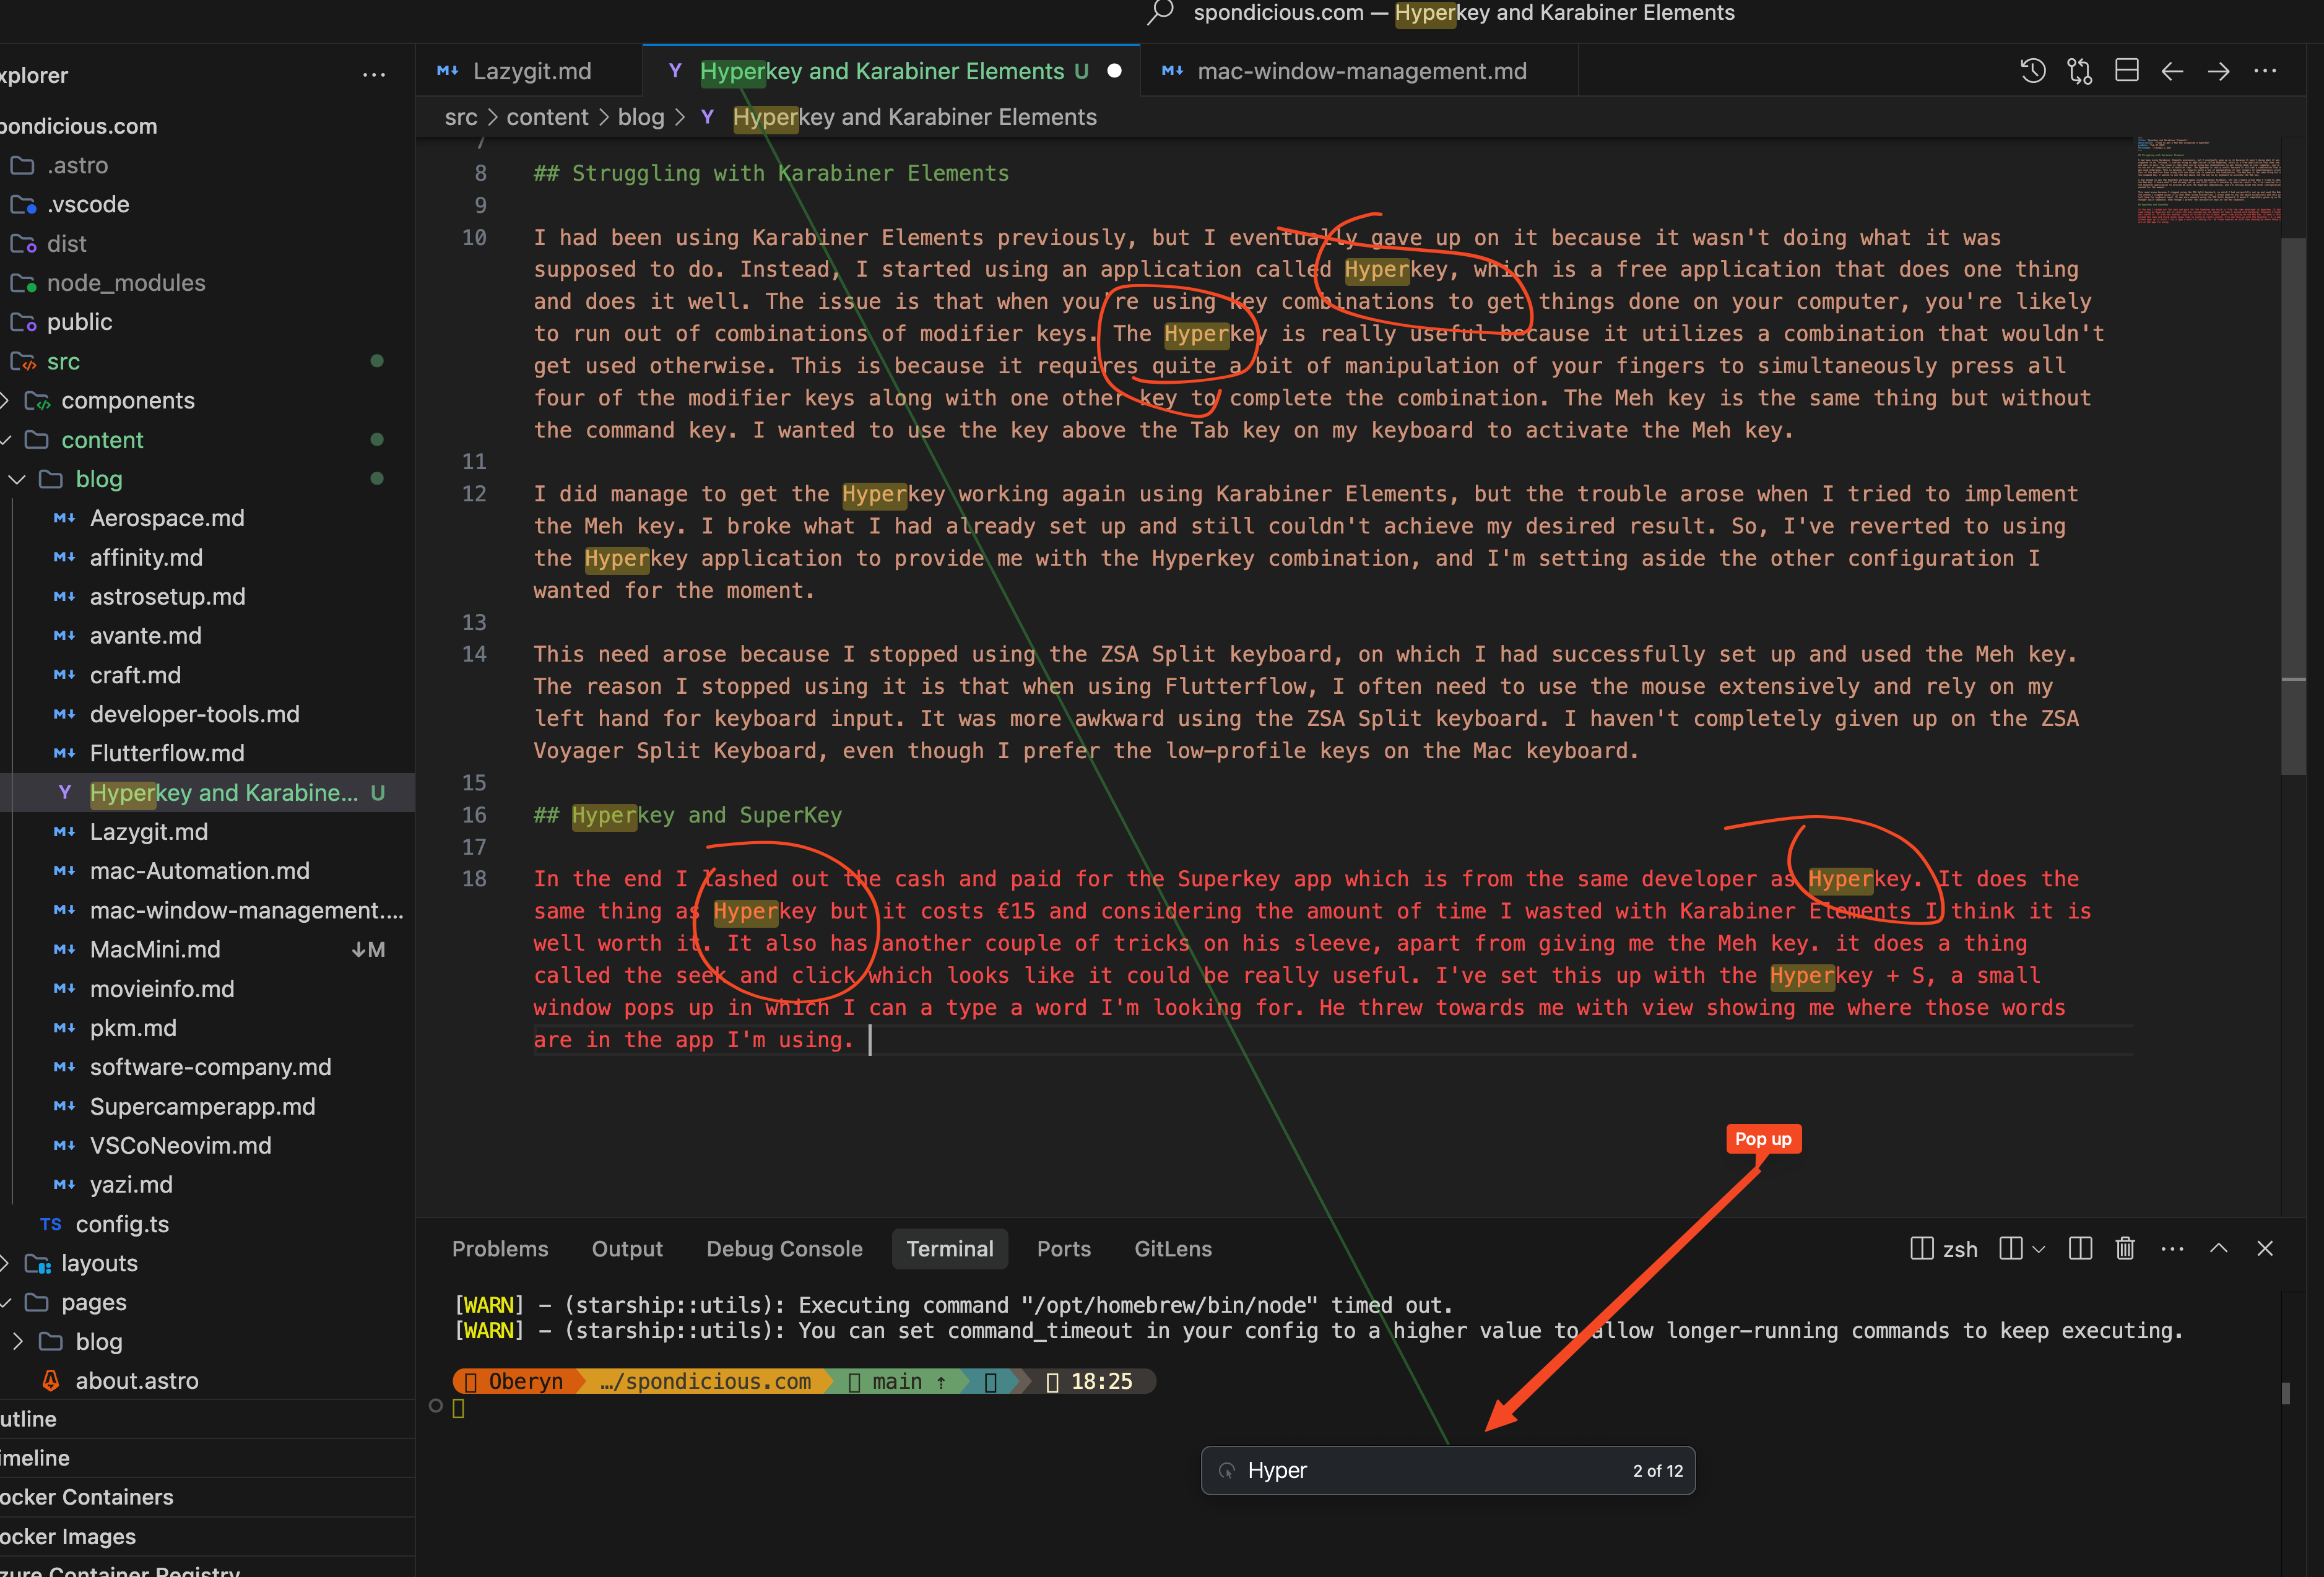 spondicious.com — Hyperkey and Karabiner Elements
xplorer
Lazygit.md
Hyperkey and Karabiner Elements U
mac-window-management.md
src > content > blog > Hyperkey and Karabiner Elements
pondicious.com
.astro
.vscode
dist
node_modules
public
src
components
content
blog
Aerospace.md
affinity.md
astrosetup.md
avante.md
craft.md
developer-tools.md
Flutterflow.md
Hyperkey and Karabine... U
Lazygit.md
mac-Automation.md
mac-window-management....
MacMini.md ↓M
movieinfo.md
pkm.md
software-company.md
Supercamperapp.md
VSCoNeovim.md
yazi.md
TS config.ts
layouts
pages
blog
about.astro
utline
imeline
ocker Containers
ocker Images
zure Container Registry
7
8 ## Struggling with Karabiner Elements
9
10 I had been using Karabiner Elements previously, but I eventually gave up on it because it wasn't doing what it was
supposed to do. Instead, I started using an application called Hyperkey, which is a free application that does one thing
and does it well. The issue is that when you're using key combinations to get things done on your computer, you're likely
to run out of combinations of modifier keys. The Hyperkey is really useful because it utilizes a combination that wouldn't
get used otherwise. This is because it requires quite a bit of manipulation of your fingers to simultaneously press all
four of the modifier keys along with one other key to complete the combination. The Meh key is the same thing but without
the command key. I wanted to use the key above the Tab key on my keyboard to activate the Meh key.
11
12 I did manage to get the Hyperkey working again using Karabiner Elements, but the trouble arose when I tried to implement
the Meh key. I broke what I had already set up and still couldn't achieve my desired result. So, I've reverted to using
the Hyperkey application to provide me with the Hyperkey combination, and I'm setting aside the other configuration I
wanted for the moment.
13
14 This need arose because I stopped using the ZSA Split keyboard, on which I had successfully set up and used the Meh key.
The reason I stopped using it is that when using Flutterflow, I often need to use the mouse extensively and rely on my
left hand for keyboard input. It was more awkward using the ZSA Split keyboard. I haven't completely given up on the ZSA
Voyager Split Keyboard, even though I prefer the low-profile keys on the Mac keyboard.
15
16 ## Hyperkey and SuperKey
17
18 In the end I lashed out the cash and paid for the Superkey app which is from the same developer as Hyperkey. It does the
same thing as Hyperkey but it costs €15 and considering the amount of time I wasted with Karabiner Elements I think it is
well worth it. It also has another couple of tricks on his sleeve, apart from giving me the Meh key. it does a thing
called the seek and click which looks like it could be really useful. I've set this up with the Hyperkey + S, a small
window pops up in which I can a type a word I'm looking for. He threw towards me with view showing me where those words
are in the app I'm using.
Pop up
Problems Output Debug Console Terminal Ports GitLens
zsh
[WARN] - (starship::utils): Executing command "/opt/homebrew/bin/node" timed out.
[WARN] - (starship::utils): You can set command_timeout in your config to a higher value to allow longer-running commands to keep executing.
Oberyn …/spondicious.com main ↑ 18:25
Hyper 2 of 12